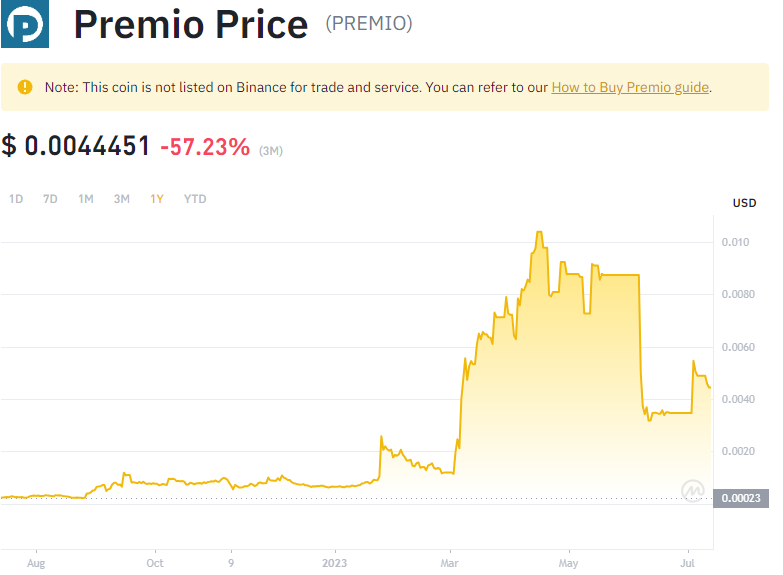 Premio Price (PREMIO)
Note: This coin is not listed on Binance for trade and service. You can refer to our How to Buy Premio guide.
$ 0.0044451 -57.23% (3M)
1D 7D 1M 3M 1Y YTD
USD
0.010
0.0080
0.0060
0.0040
0.0020
0.00023
Aug Oct 9 2023 Mar May Jul